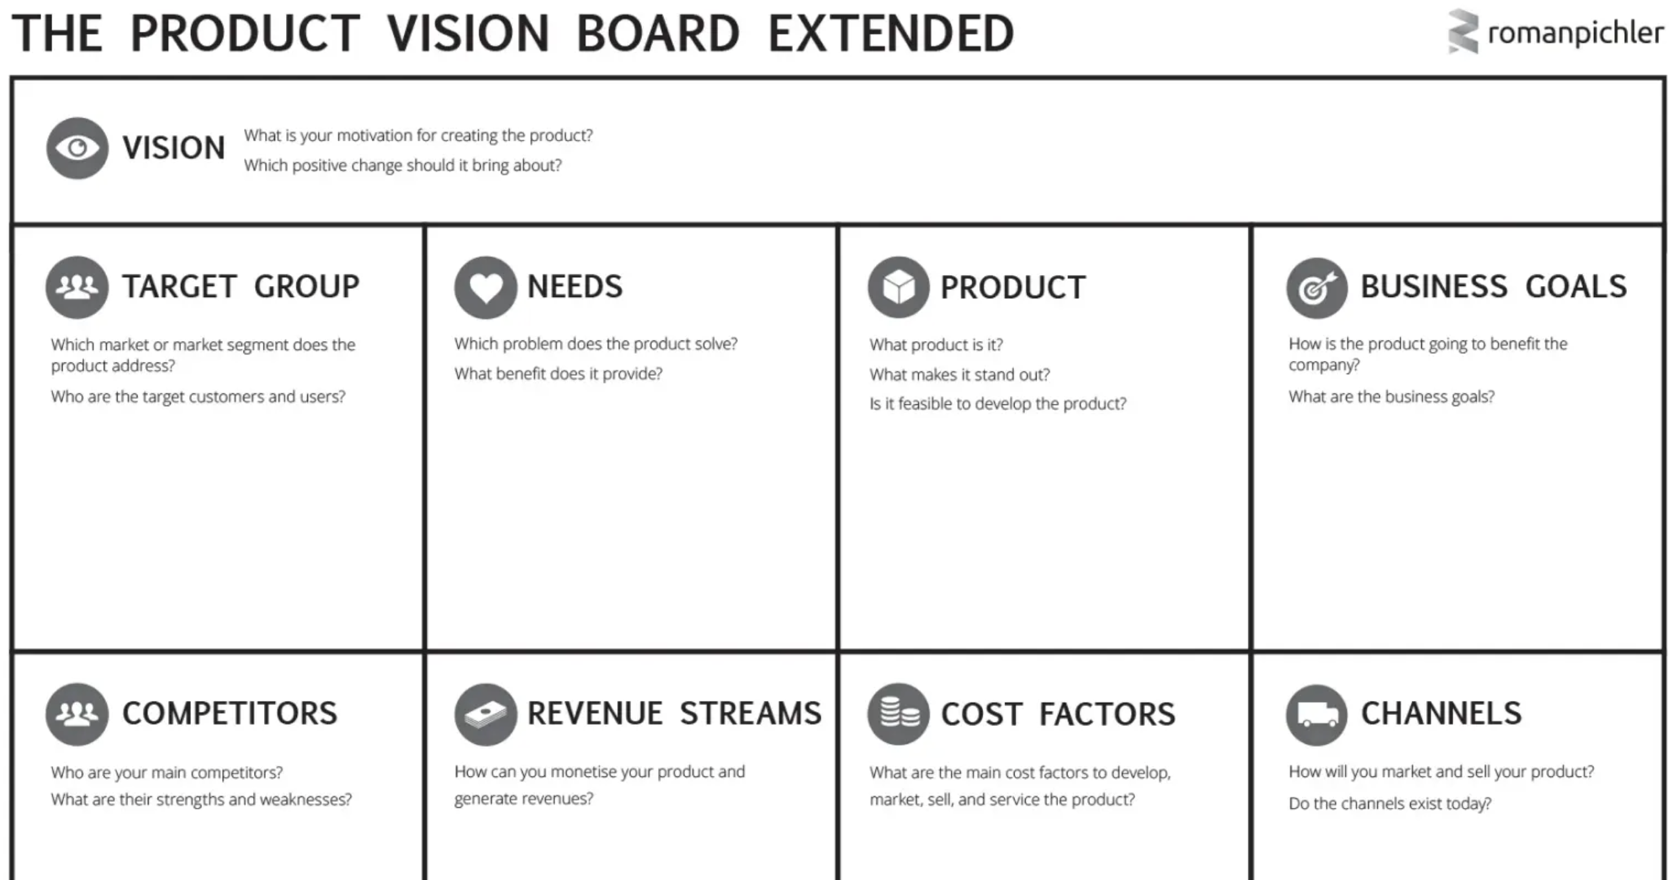 THE PRODUCT VISION BOARD EXTENDED
romanpichler
VISION
What is your motivation for creating the product?
Which positive change should it bring about?
TARGET GROUP
Which market or market segment does the
product address?
Who are the target customers and users?
NEEDS
Which problem does the product solve?
What benefit does it provide?
PRODUCT
What product is it?
What makes it stand out?
Is it feasible to develop the product?
BUSINESS GOALS
How is the product going to benefit the
company?
What are the business goals?
COMPETITORS
Who are your main competitors?
What are their strengths and weaknesses?
REVENUE STREAMS
How can you monetise your product and
generate revenues?
COST FACTORS
What are the main cost factors to develop,
market, sell, and service the product?
CHANNELS
How will you market and sell your product?
Do the channels exist today?